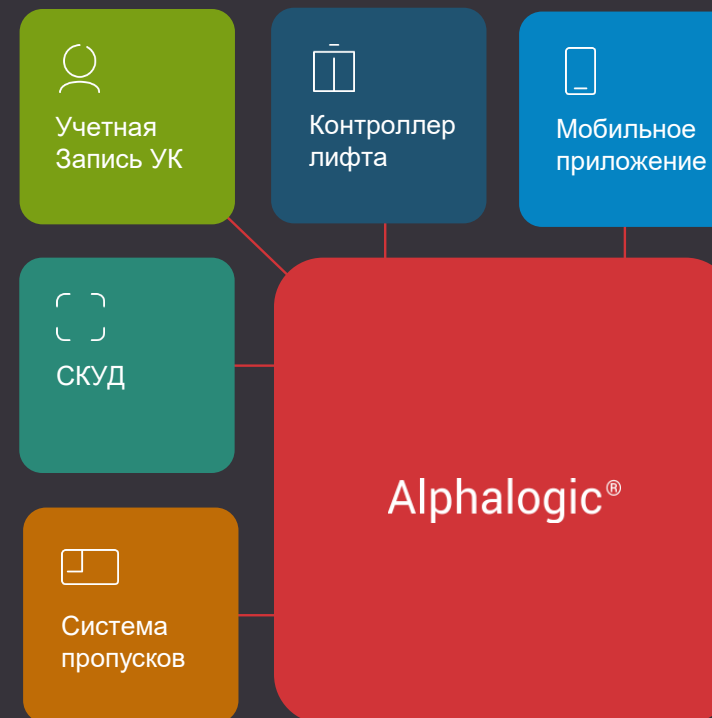 Учетная
Запись УК
Контроллер
лифта
Мобильное
приложение
СКУД
Alphalogic®
Система
пропусков